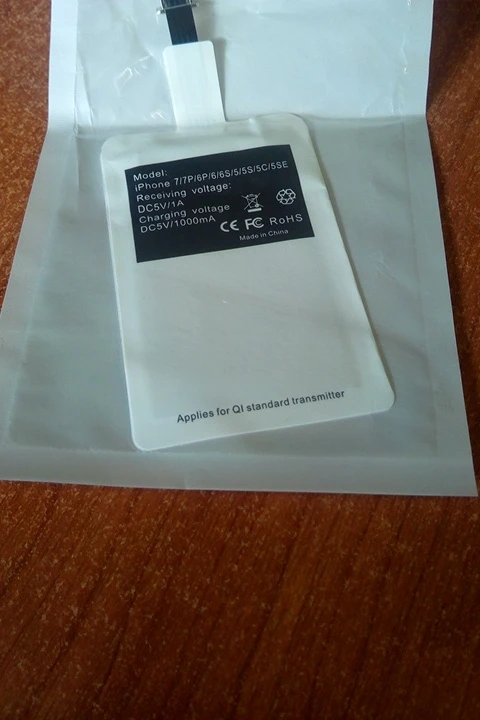 Model:
iPhone 7/7P/6P/6/6S/5/5S/5C/5SE
Receiving voltage:
DC5V/1A
Charging voltage
DC5V/1000mA
CE FC RoHS
Made in China
Applies for QI standard transmitter